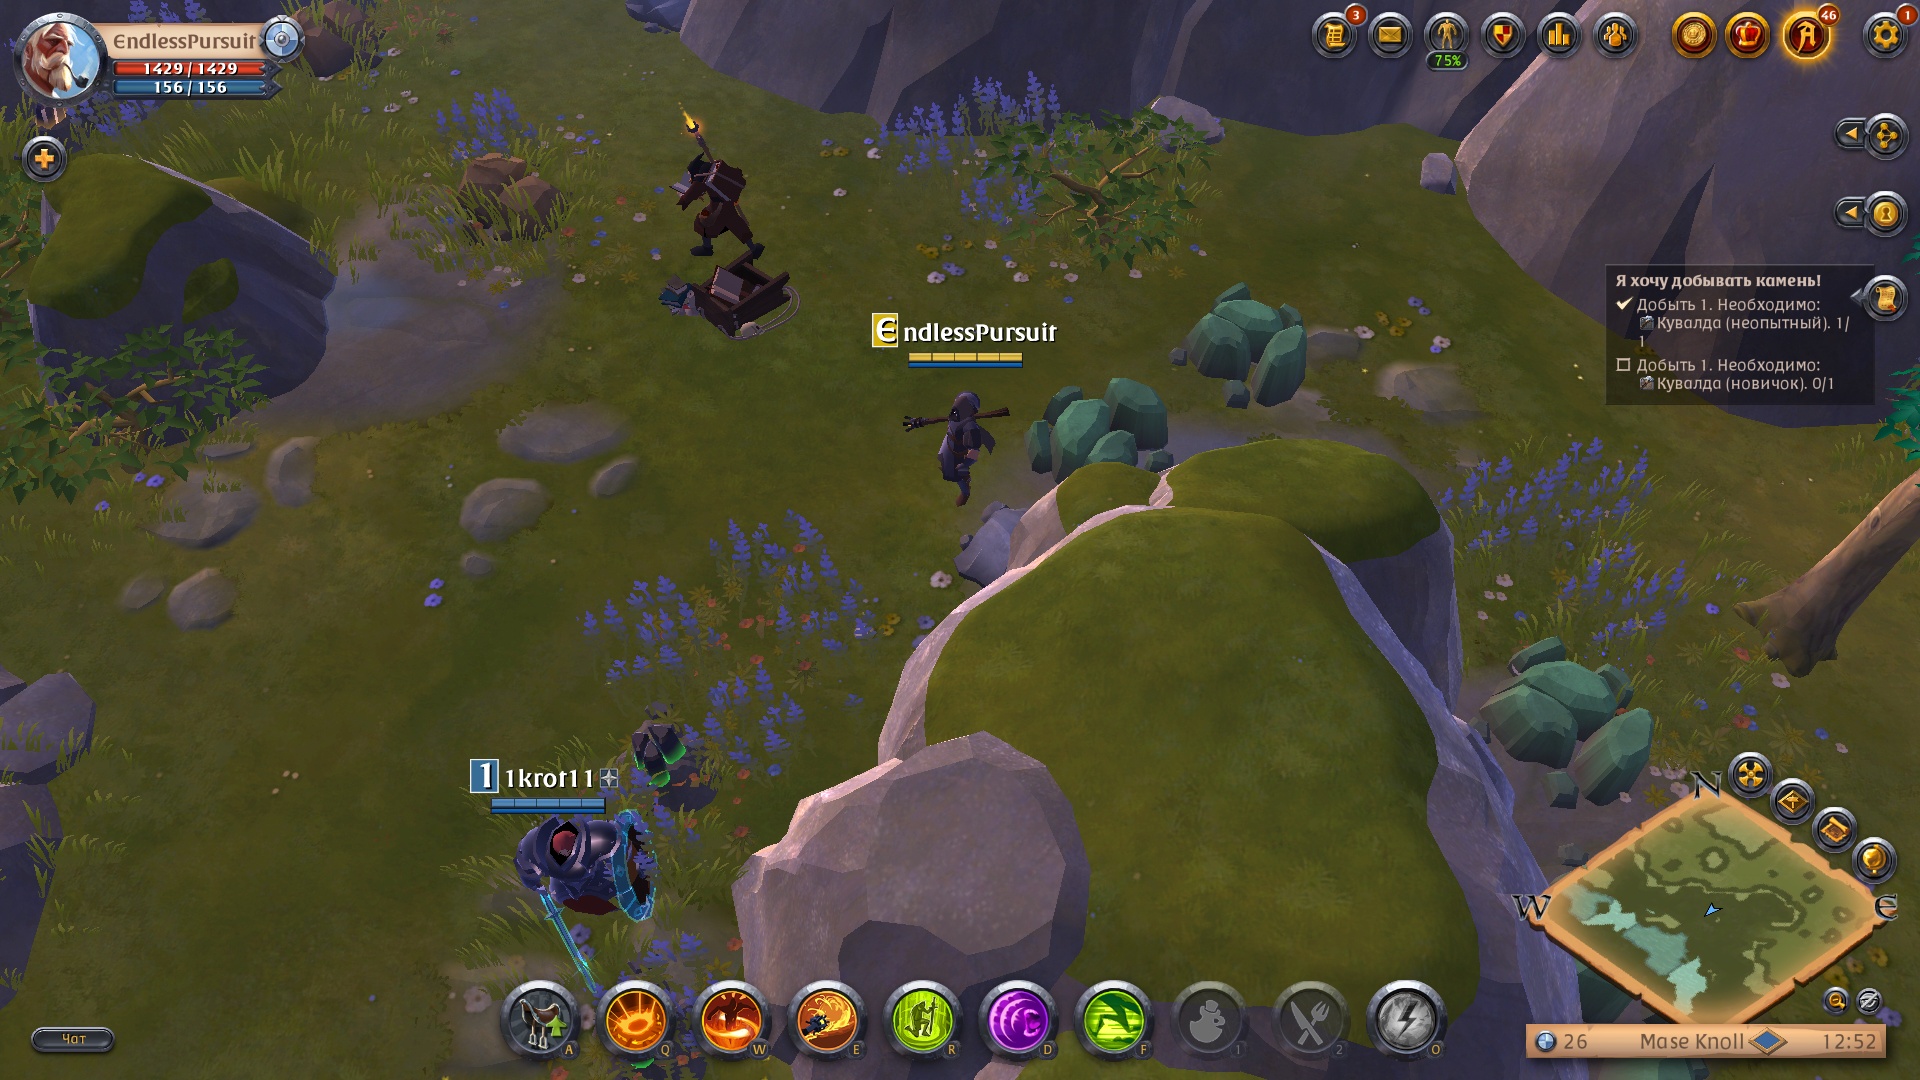 EndlessPursuit
1429 / 1429
156 / 156
3
75%
46
1
Я хочу добывать камень!
Добыть 1. Необходимо:
Кувалда (неопытный). 1/
1
Добыть 1. Необходимо:
Кувалда (новичок). 0/1
EndlessPursuit
1 1krot11
N
W
E
A
Q
W
E
R
D
F
1
2
O
Чат
26
Mase Knoll
12:52